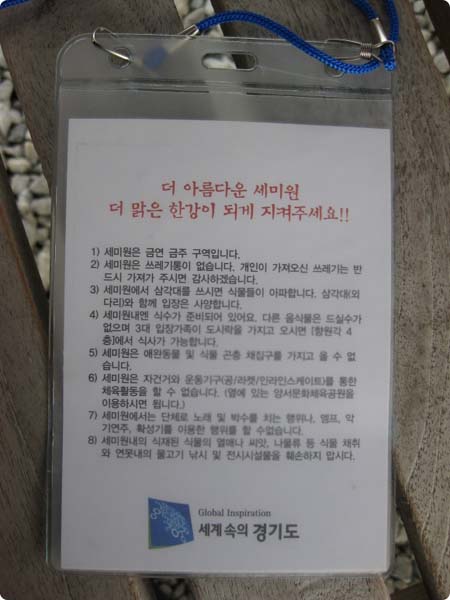 더 아름다운 세미원
더 맑은 한강이 되게 지켜주세요!!
1) 세미원은 금연 금주 구역입니다.
2) 세미원은 쓰레기통이 없습니다. 개인이 가져오신 쓰레기는 반
드시 가져가 주시면 감사하겠습니다.
3) 세미원에서 삼각대를 쓰시면 식물들이 아파합니다. 삼각대(외
다리)와 함께 입장은 사양합니다.
4) 세미원내엔 식수가 준비되어 있어요. 다른 음식물은 드실수가
없으며 3대 입장가족이 도시락을 가지고 오시면 [향원각 4
층]에서 식사가 가능합니다.
5) 세미원은 애완동물 및 식물 곤충 채집구를 가지고 올 수 없
습니다.
6) 세미원은 자전거와 운동기구(공/라켓/인라인스케이트)를 통한
체육활동을 할 수 없습니다. (옆에 있는 양서문화체육공원을
이용하시면 됩니다.)
7) 세미원에서는 단체로 노래 및 박수를 치는 행위나, 엠프, 악
기연주, 확성기를 이용한 행위를 할 수없습니다.
8) 세미원내의 식재된 식물의 열매나 씨앗, 나물류 등 식물 채취
와 연못내의 물고기 낚시 및 전시시설물을 훼손하지 맙시다.
Global Inspiration
세계 속의 경기도